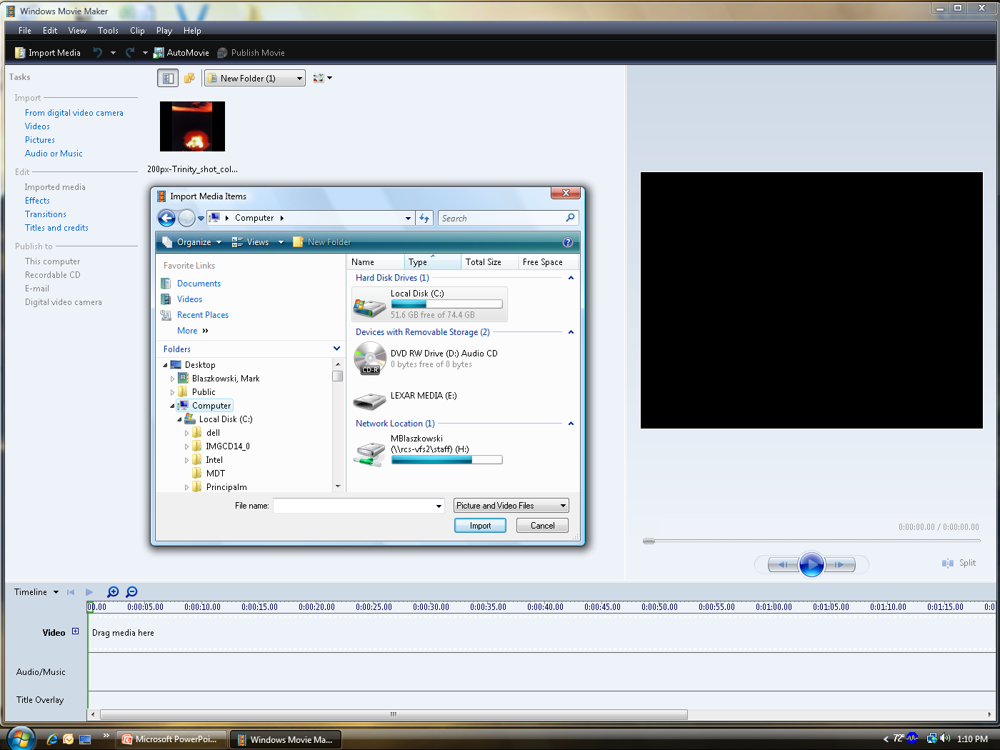 Windows Movie Maker
File Edit View Tools Clip Play Help
Import Media AutoMovie Publish Movie
Tasks
Import
From digital video camera
Videos
Pictures
Audio or Music
Edit
Imported media
Effects
Transitions
Titles and credits
Publish to
This computer
Recordable CD
E-mail
Digital video camera
New Folder (1)
200px-Trinity_shot_col...
Import Media Items
Computer
Search
Organize Views New Folder
Favorite Links
Documents
Videos
Recent Places
More »
Folders
Desktop
Blaszkowski, Mark
Public
Computer
Local Disk (C:)
dell
IMGCD14_0
Intel
MDT
Principalm
Name Type Total Size Free Space
Hard Disk Drives (1)
Local Disk (C:)
51.6 GB free of 74.4 GB
Devices with Removable Storage (2)
DVD RW Drive (D:) Audio CD
0 bytes free of 0 bytes
CD-R
LEXAR MEDIA (E:)
Network Location (1)
MBlaszkowski
(\\rcs-vfs2\staff) (H:)
File name:
Picture and Video Files
Import Cancel
0:00:00.00 / 0:00:00.00
Split
Timeline
00.00 0:00:05.00 0:00:10.00 0:00:15.00 0:00:20.00 0:00:25.00 0:00:30.00 0:00:35.00 0:00:40.00 0:00:45.00 0:00:50.00 0:00:55.00 0:01:00.00 0:01:05.00 0:01:10.00 0:01:15.00 0:0
Video Drag media here
Audio/Music
Title Overlay
» Microsoft PowerPoi... Windows Movie Ma... 72° 1:10 PM